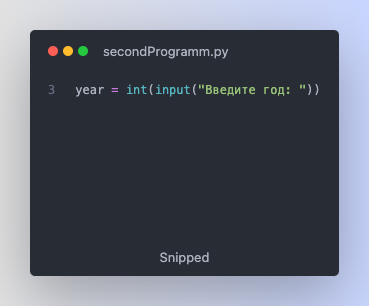 secondProgramm.py
3 year = int(input("Введите год: "))
Snipped